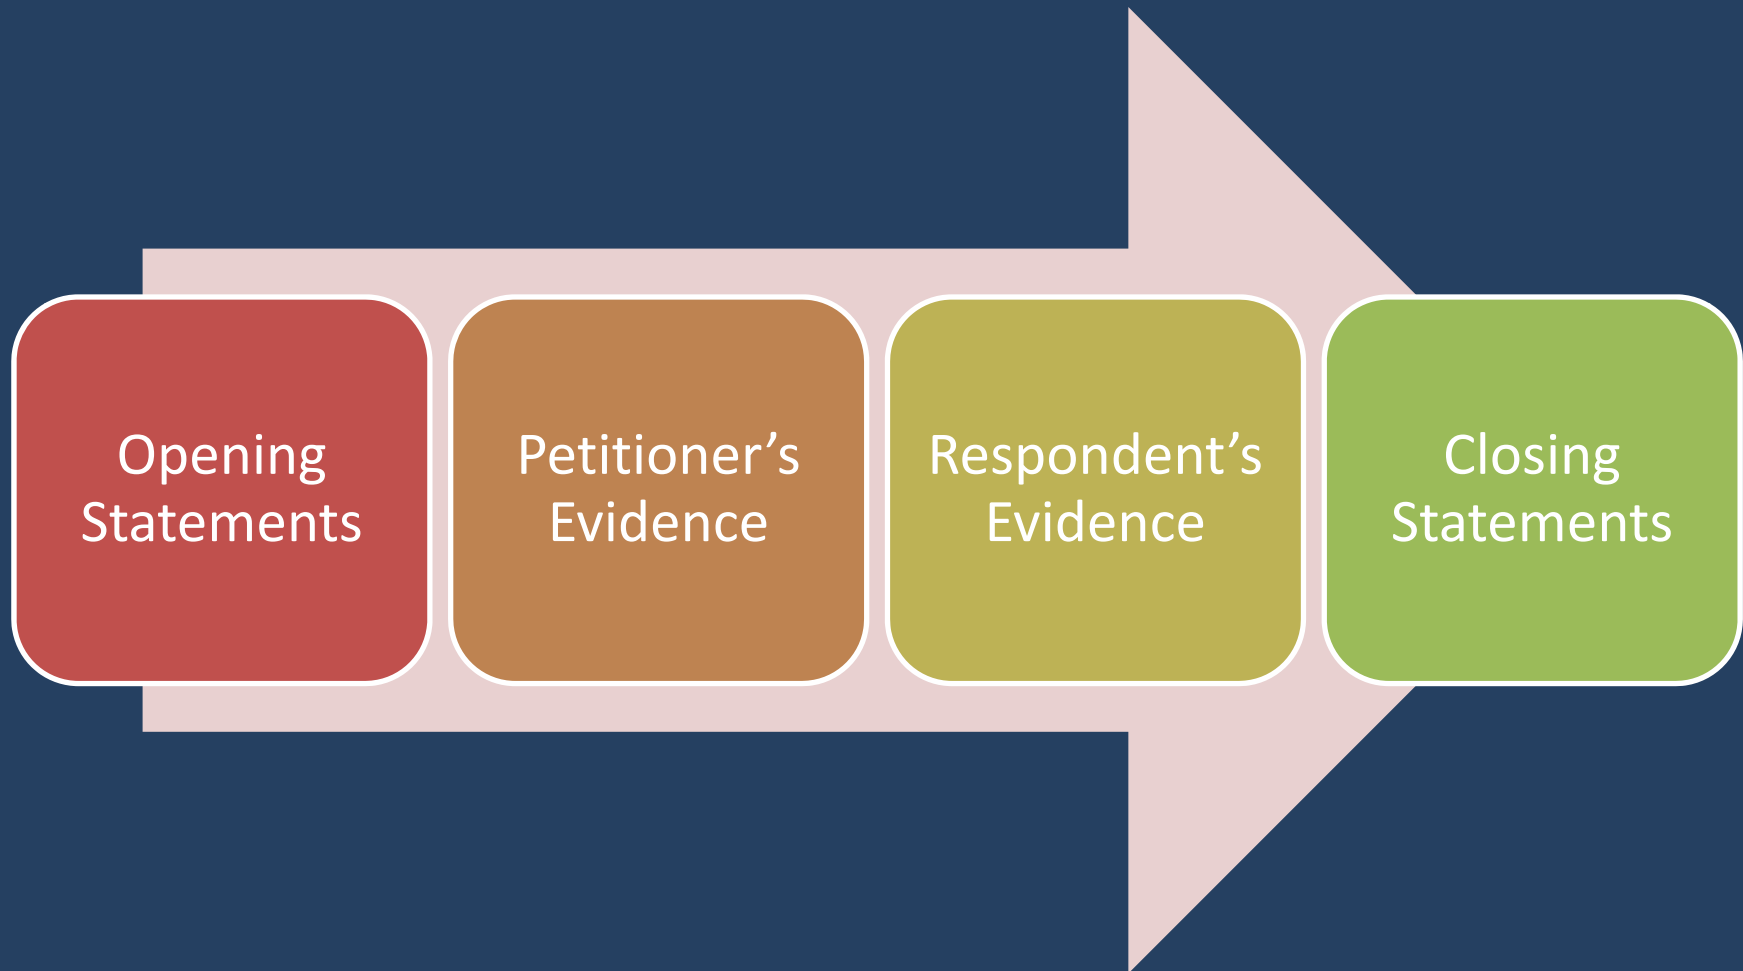 Opening
Statements
Petitioner’s
Evidence
Respondent’s
Evidence
Closing
Statements